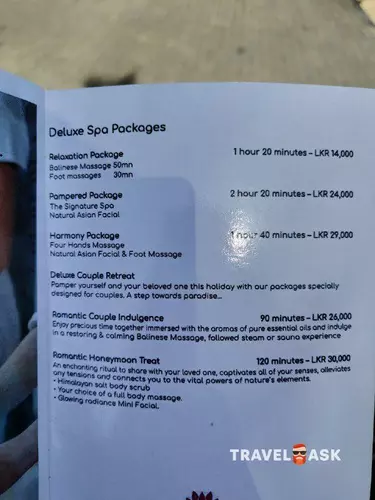 Deluxe Spa Packages
Relaxation Package 1 hour 20 minutes – LKR 14,000
Balinese Massage 50mn
Foot massages 30mn
Pampered Package 2 hour 20 minutes – LKR 24,000
The Signature Spa
Natural Asian Facial
Harmony Package 1 hour 40 minutes – LKR 29,000
Four Hands Massage
Natural Asian Facial & Foot Massage
Deluxe Couple Retreat
Pamper yourself and your beloved one this holiday with our packages specially
designed for couples. A step towards paradise...
Romantic Couple Indulgence 90 minutes – LKR 26,000
Enjoy precious time together immersed with the aromas of pure essential oils and indulge
in a restoring & calming Balinese Massage, followed steam or sauna experience
Romantic Honeymoon Treat 120 minutes – LKR 30,000
An enchanting ritual to share with your loved one, captivates all of your senses, alleviates
any tensions and connects you to the vital powers of nature's elements.
• Himalayan salt body scrub
• Your choice of a full body massage.
• Glowing radiance Mini Facial.
TRAVEL ASK